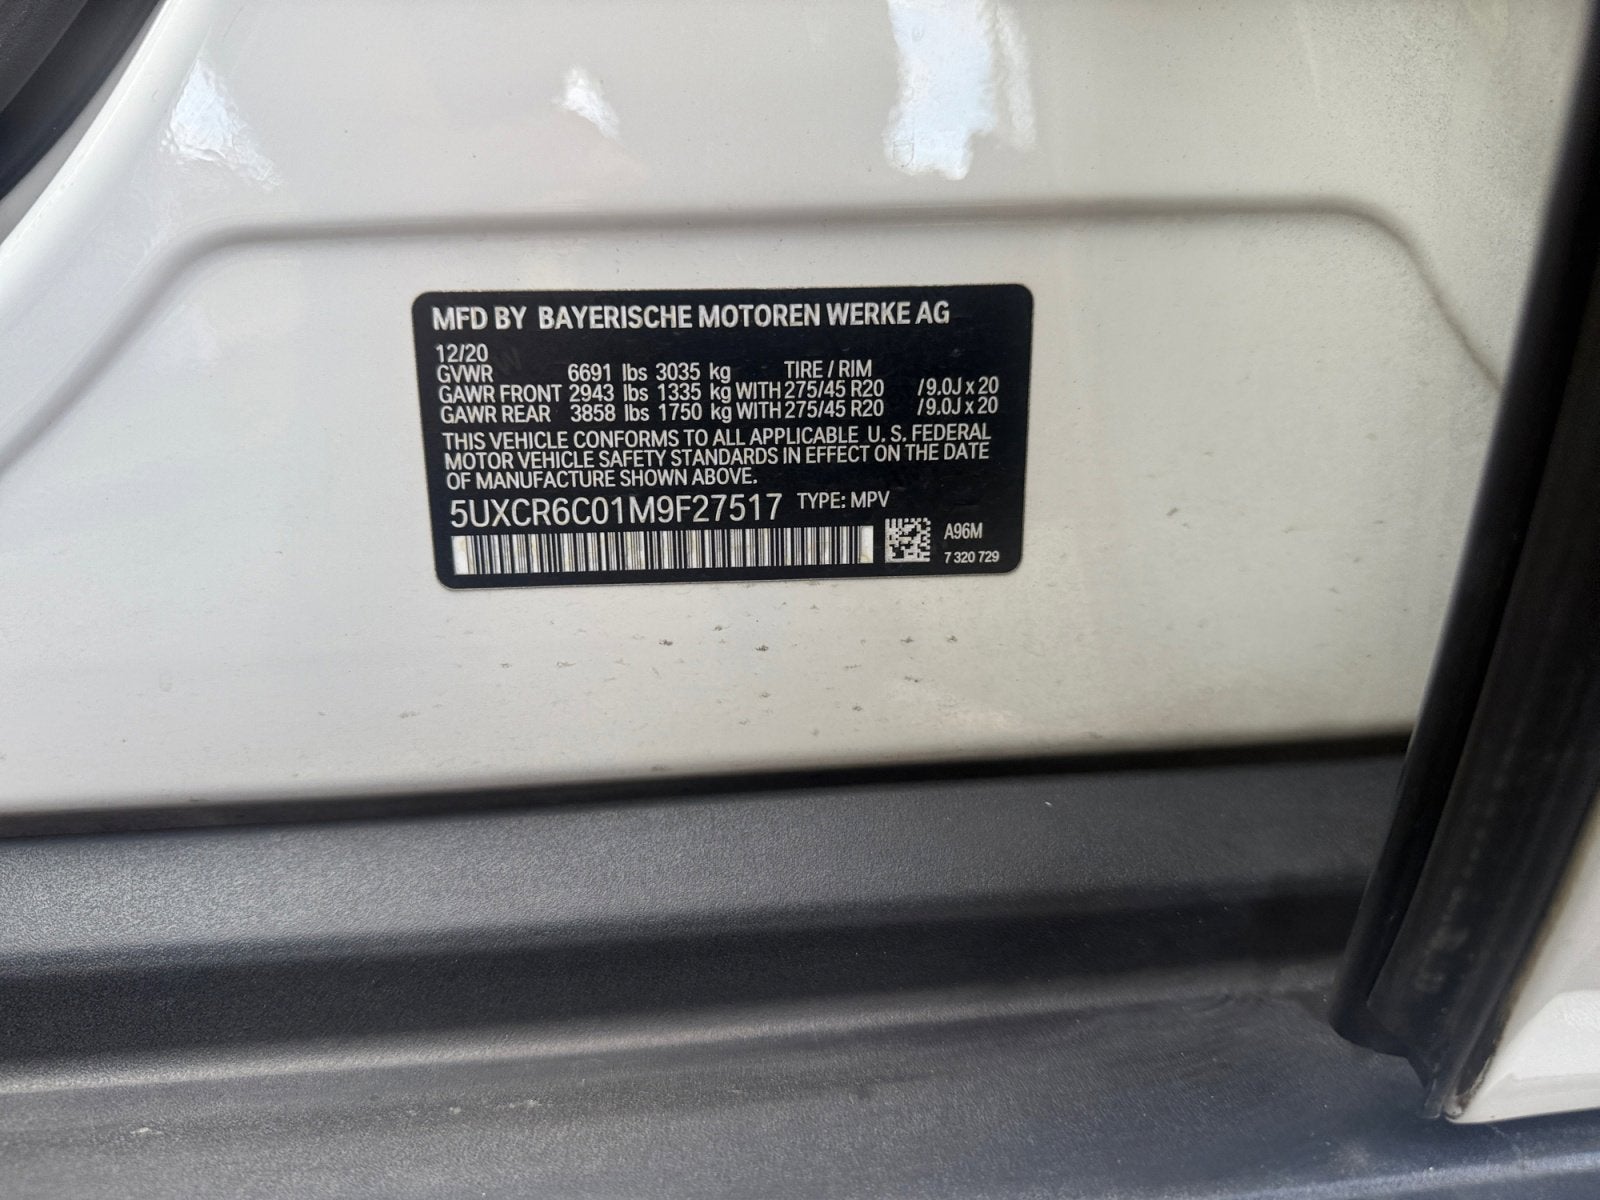 MFD BY BAYERISCHE MOTOREN WERKE AG
12/20
GVWR 6691 lbs 3035 kg TIRE / RIM
GAWR FRONT 2943 lbs 1335 kg WITH 275/45 R20 /9.0J x 20
GAWR REAR 3858 lbs 1750 kg WITH 275/45 R20 /9.0J x 20
THIS VEHICLE CONFORMS TO ALL APPLICABLE U. S. FEDERAL
MOTOR VEHICLE SAFETY STANDARDS IN EFFECT ON THE DATE
OF MANUFACTURE SHOWN ABOVE.
5UXCR6C01M9F27517 TYPE: MPV
A96M
7 320 729